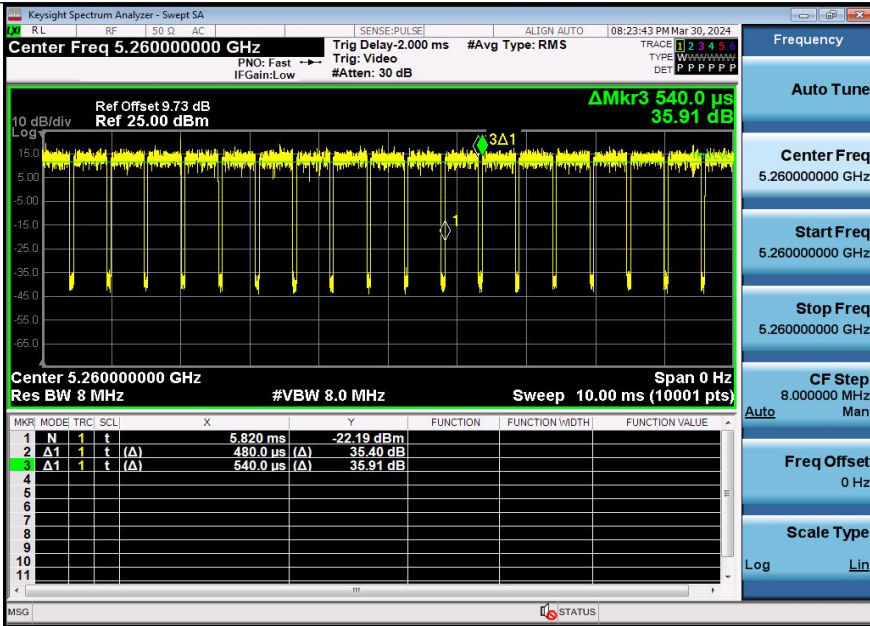 Keysight Spectrum Analyzer - Swept SA
LXI RL RF 50 Ω AC SENSE:PULSE ALIGN AUTO 08:23:43 PM Mar 30, 2024
Center Freq 5.260000000 GHz
PNO: Fast
IFGain:Low
Trig Delay-2.000 ms
Trig: Video
#Atten: 30 dB
#Avg Type: RMS
TRACE 1 2 3 4 5 6
TYPE WWWWWW
DET P P P P P P
ΔMkr3 540.0 µs
35.91 dB
Ref Offset 9.73 dB
10 dB/div Ref 25.00 dBm
Log
15.0
5.00
-5.00
-15.0
-25.0
-35.0
-45.0
-55.0
-65.0
3Δ1
1
Center 5.260000000 GHz Span 0 Hz
Res BW 8 MHz #VBW 8.0 MHz Sweep 10.00 ms (10001 pts)
MKR MODE TRC SCL X Y FUNCTION FUNCTION WIDTH FUNCTION VALUE
1 N 1 t 5.820 ms -22.19 dBm
2 Δ1 1 t (Δ) 480.0 µs (Δ) 35.40 dB
3 Δ1 1 t (Δ) 540.0 µs (Δ) 35.91 dB
4
5
6
7
8
9
10
11
MSG STATUS
Frequency
Auto Tune
Center Freq
5.260000000 GHz
Start Freq
5.260000000 GHz
Stop Freq
5.260000000 GHz
CF Step
8.000000 MHz
Auto Man
Freq Offset
0 Hz
Scale Type
Log Lin